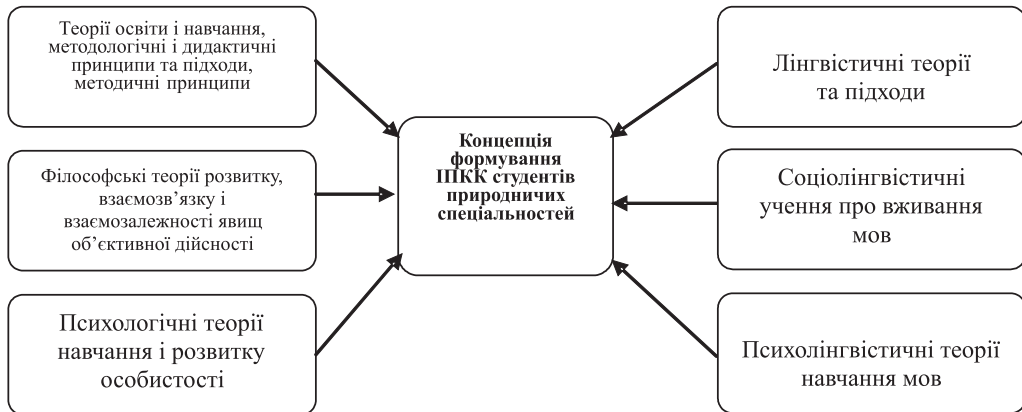 Теорії освіти і навчання,
методологічні і дидактичні
принципи та підходи,
методичні принципи
Філософські теорії розвитку,
взаємозв’язку і
взаємозалежності явищ
об’єктивної дійсності
Психологічні теорії
навчання і розвитку
особистості
Концепція
формування
ІПКК студентів
природничих
спеціальностей
Лінгвістичні теорії
та підходи
Соціолінгвістичні
учення про вживання
мов
Психолінгвістичні теорії
навчання мов